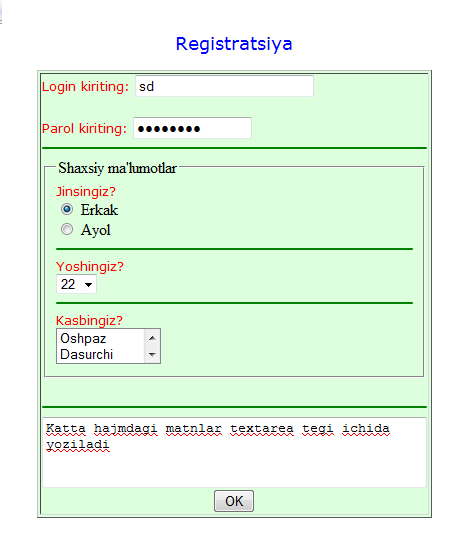 Registratsiya
Login kiriting: sd
Parol kiriting: ●●●●●●●●
Shaxsiy ma'lumotlar
Jinsingiz?
Erkak
Ayol
Yoshingiz?
22
Kasbingiz?
Oshpaz
Dasurchi
Katta hajmdagi matnlar textarea tegi ichida
yoziladi
OK